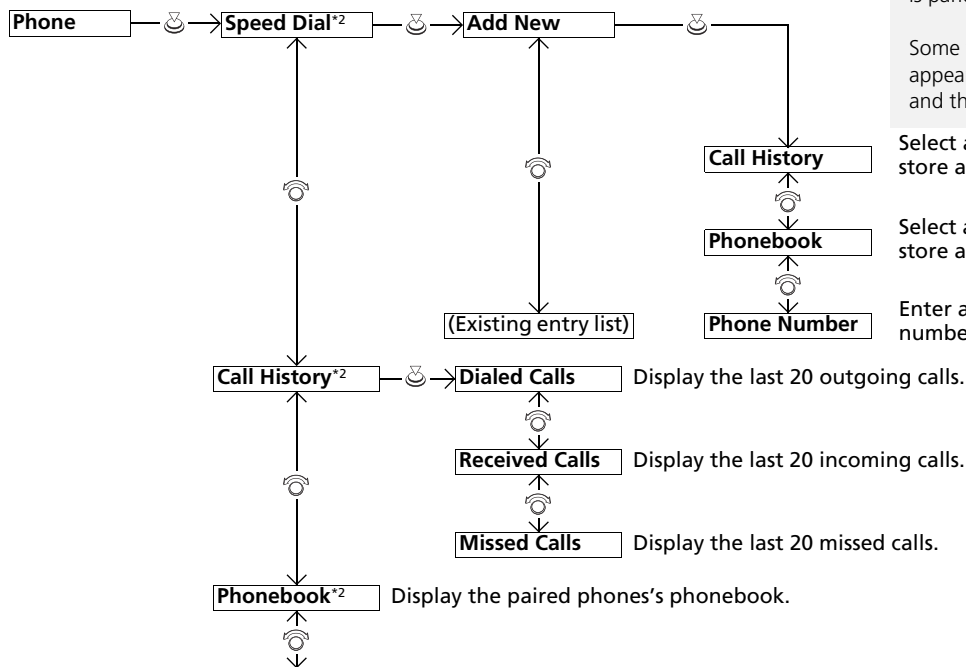 is pa
Some
appea
and th
Phone
Speed Dial*2
Add New
Call History
Select a
store a
Phonebook
Select a
store a
(Existing entry list)
Phone Number
Enter a
numbe
Call History*2
Dialed Calls
Display the last 20 outgoing calls.
Received Calls
Display the last 20 incoming calls.
Missed Calls
Display the last 20 missed calls.
Phonebook*2
Display the paired phones's phonebook.